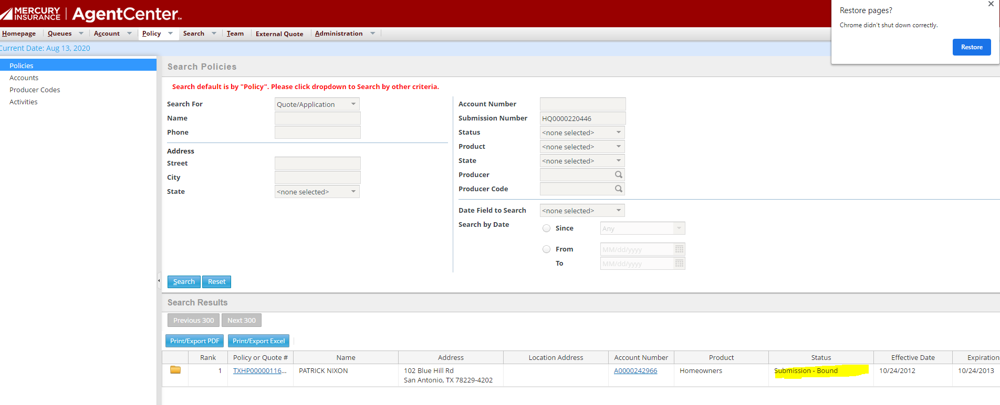 MERCURY INSURANCE | AgentCenter™
Restore pages?
Chrome didn't shut down correctly.
Restore
Homepage Queues Account Policy Search Team External Quote Administration
Current Date: Aug 13, 2020
Policies
Accounts
Producer Codes
Activities
Search Policies
Search default is by "Policy". Please click dropdown to Search by other criteria.
Search For Quote/Application
Name
Phone
Address
Street
City
State <none selected>
Account Number
Submission Number HQ0000220446
Status <none selected>
Product <none selected>
State <none selected>
Producer
Producer Code
Date Field to Search <none selected>
Search by Date
Since Any
From MM/dd/yyyy
To MM/dd/yyyy
Search Reset
Search Results
Previous 300 Next 300
Print/Export PDF Print/Export Excel
Rank Policy or Quote # Name Address Location Address Account Number Product Status Effective Date Expiration
1 TXHP00000116... PATRICK NIXON 102 Blue Hill Rd A0000242966 Homeowners Submission - Bound 10/24/2012 10/24/2013
San Antonio, TX 78229-4202